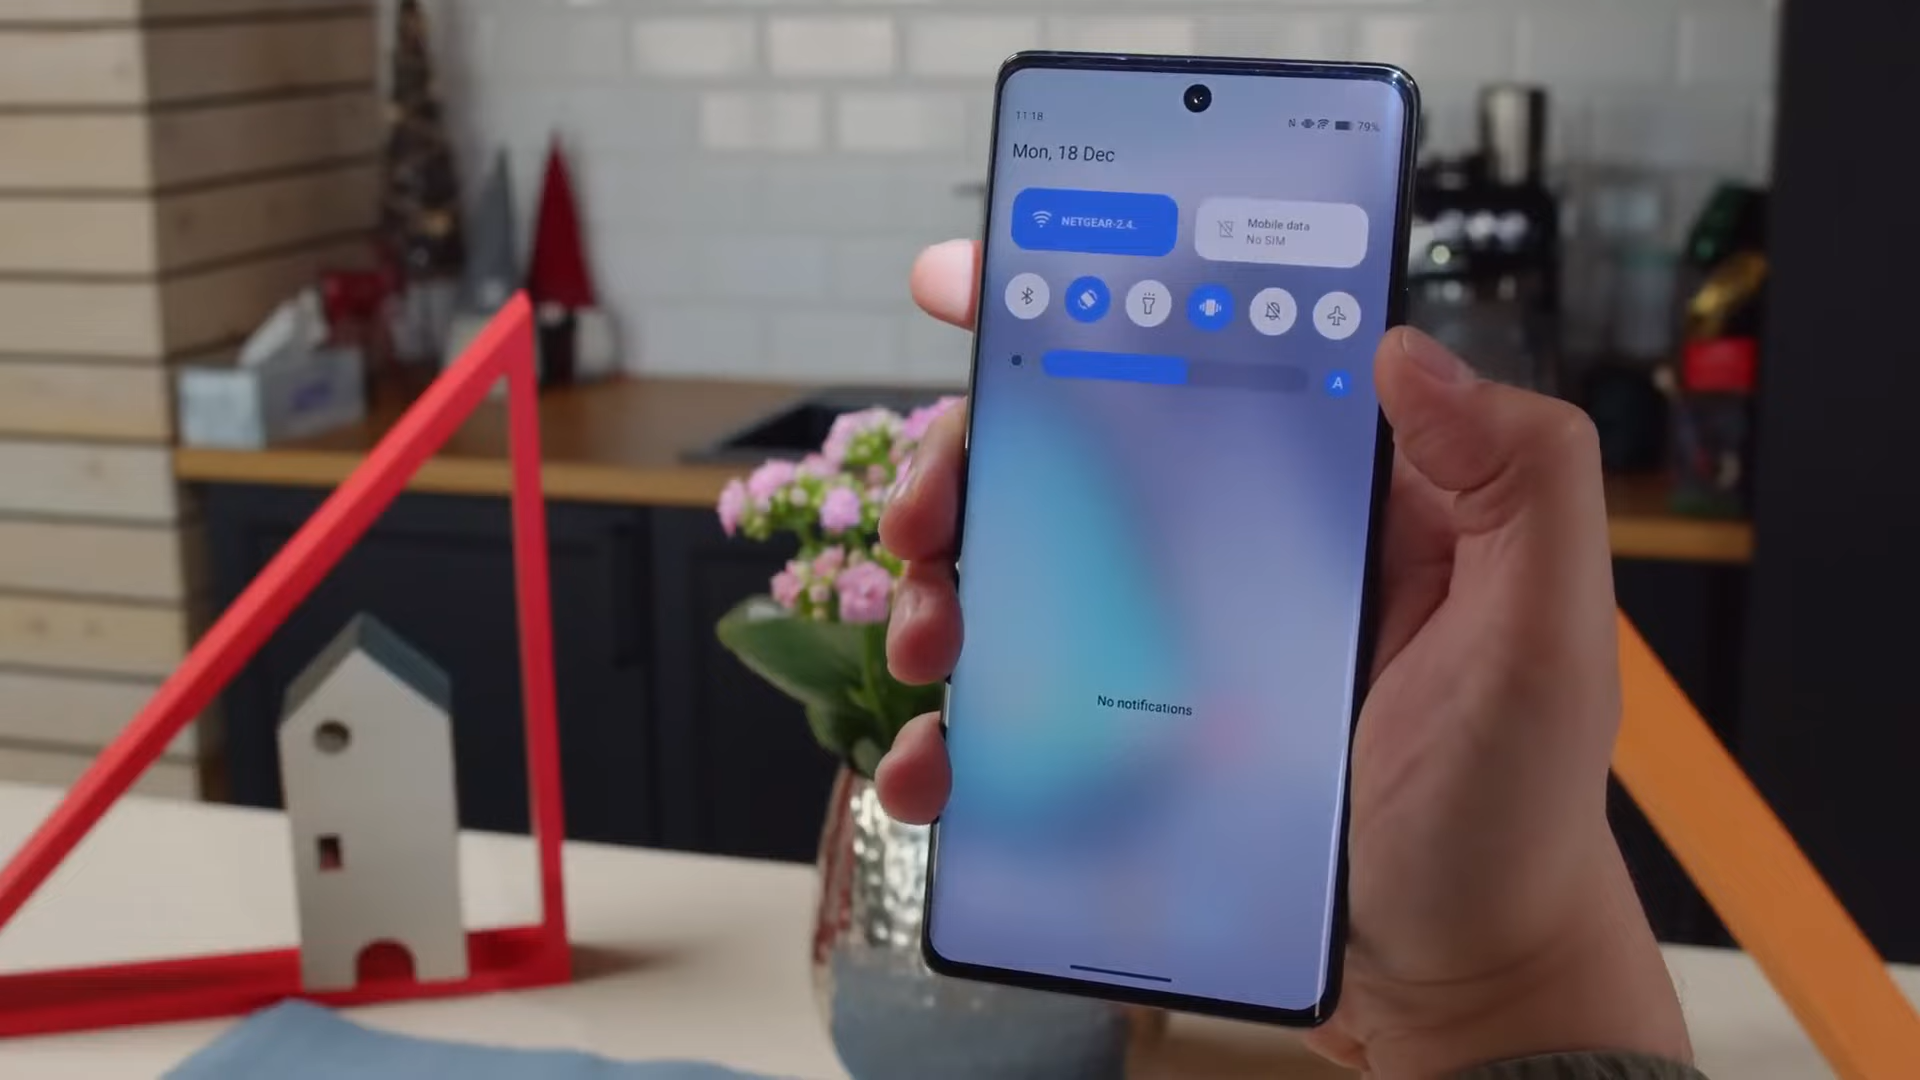 11:18
79%
Mon, 18 Dec
NETGEAR-2.4..
Mobile data
No SIM
A
No notifications